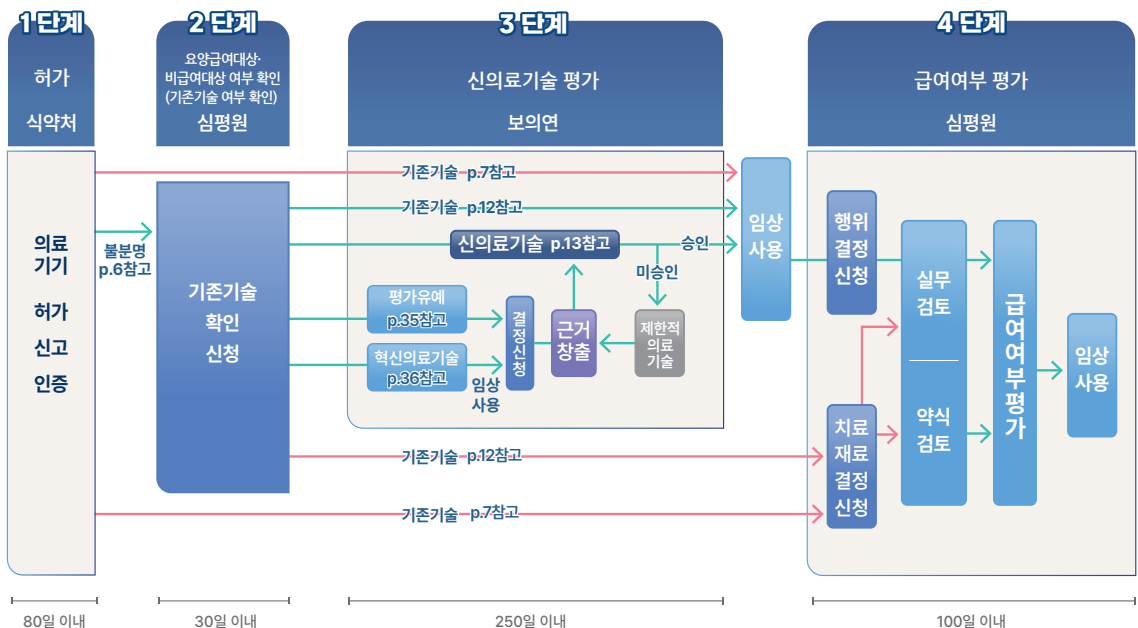 1 단계
허가
식약처
2 단계
요양급여대상·
비급여대상 여부 확인
(기존기술 여부 확인)
심평원
3 단계
신의료기술 평가
보의연
4 단계
급여여부 평가
심평원
의료
기기
허가
신고
인증
불분명
p.6참고
기존기술
확인
신청
기존기술 p.7참고
기존기술 p.12참고
신의료기술 p.13참고
승인
미승인
평가유예
p.35참고
혁신의료기술
p.36참고
임상
사용
결정신청
근거
창출
제한적
의료
기술
기존기술 p.12참고
기존기술 p.7참고
임상
사용
행위
결정
신청
치료
재료
결정
신청
실무
검토
약식
검토
급여여부평가
임상
사용
80일 이내
30일 이내
250일 이내
100일 이내